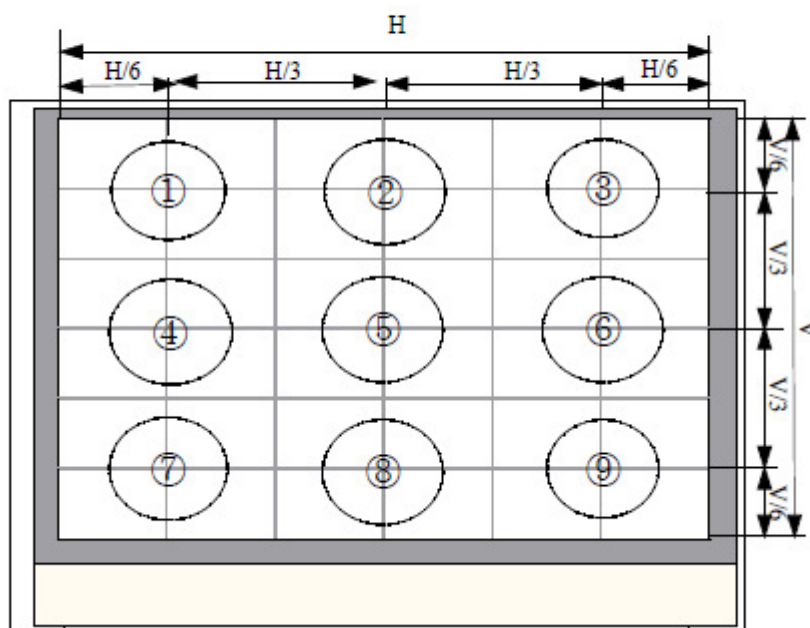 H
H/6 H/3 H/3 H/6
① ② ③
④ ⑤ ⑥
⑦ ⑧ ⑨
V/6
V/3
V
V/3
V/6